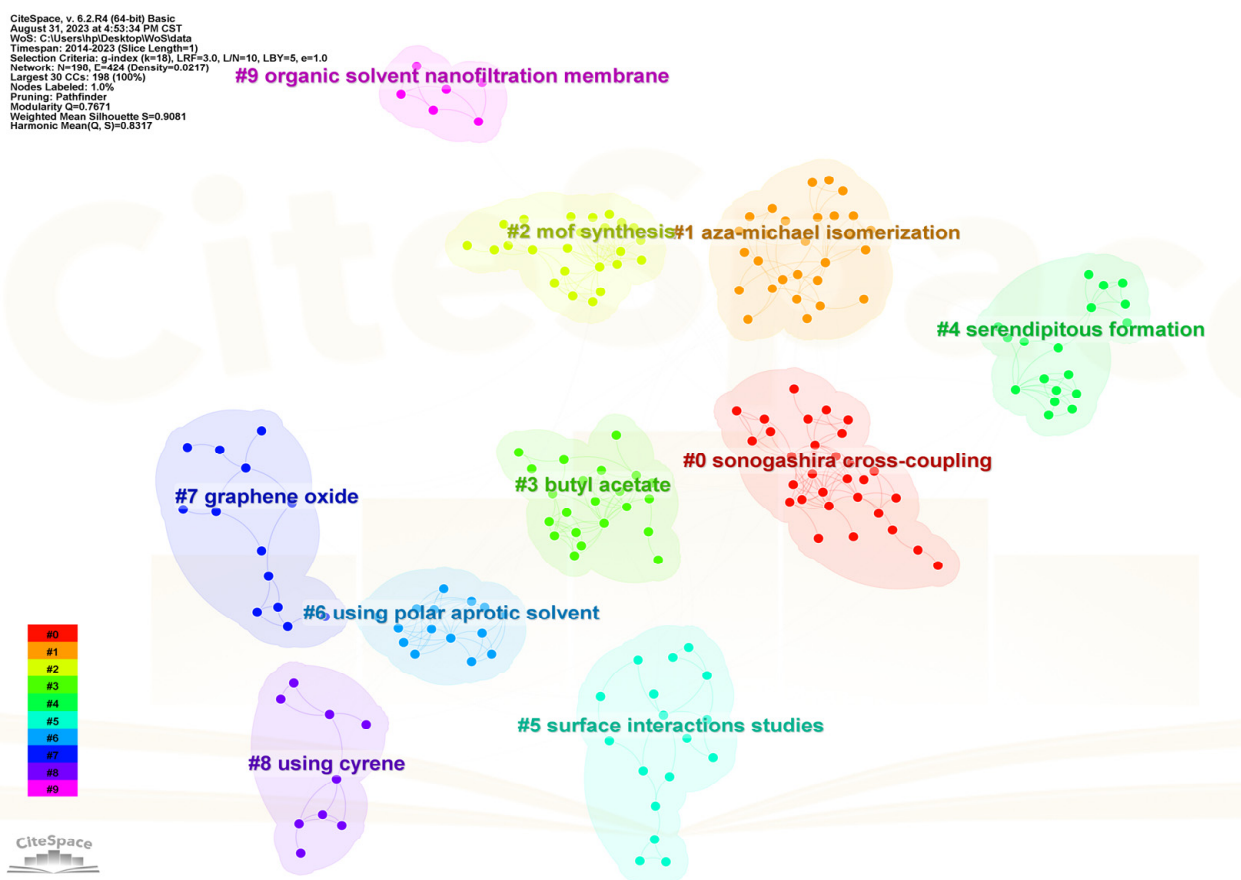 CiteSpace, v. 6.2.R4 (64-bit) Basic
August 31, 2023 at 4:53:34 PM CST
WoS: C:\Users\hp\Desktop\WoS\data
Timespan: 2014-2023 (Slice Length=1)
Selection Criteria: g-index (k=18), LRF=3.0, L/N=10, LBY=5, e=1.0
Network: N=198, E=424 (Density=0.0217)
Largest 30 CCs: 198 (100%)
Nodes Labeled: 1.0%
Pruning: Pathfinder
Modularity Q=0.7671
Weighted Mean Silhouette S=0.9081
Harmonic Mean(Q, S)=0.8317
#9 organic solvent nanofiltration membrane
#2 mof synthesis
#1 aza-michael isomerization
#4 serendipitous formation
#0 sonogashira cross-coupling
#3 butyl acetate
#7 graphene oxide
#6 using polar aprotic solvent
#5 surface interactions studies
#8 using cyrene
#0
#1
#2
#3
#4
#5
#6
#7
#8
#9
CiteSpace
CiteSpac